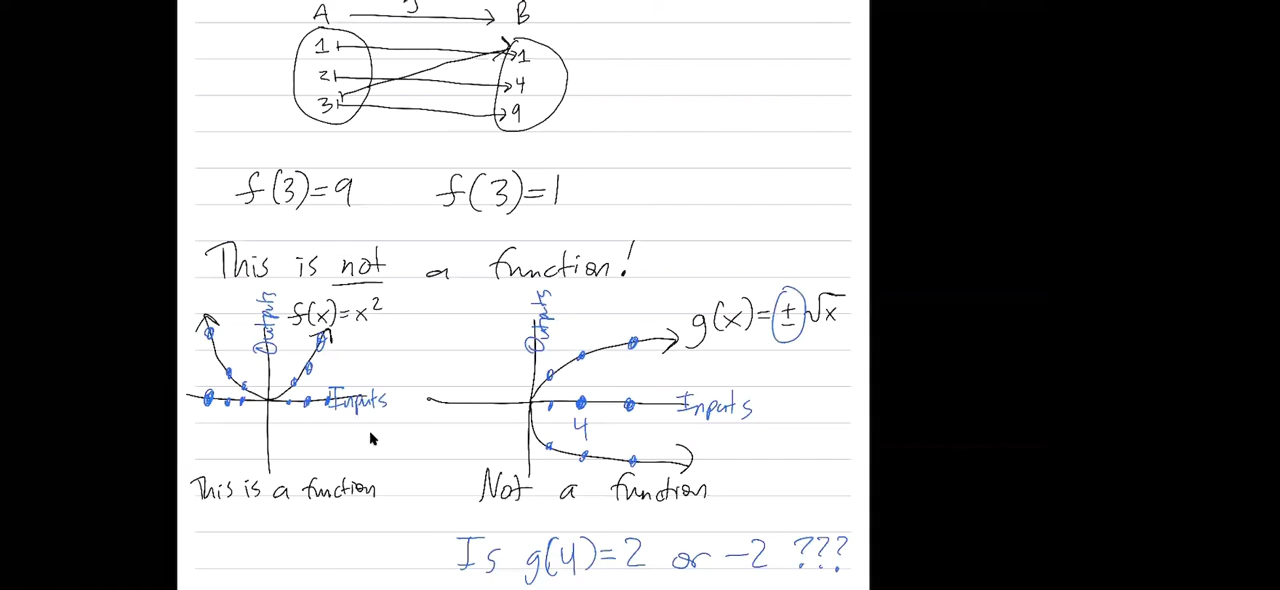 A B
1 1
2 4
3 9
f(3)=9 f(3)=1
This is not a function!
Outputs f(x)=x² Outputs g(x)=±√x
Inputs Inputs
4
This is a function Not a function
Is g(4)=2 or -2 ???